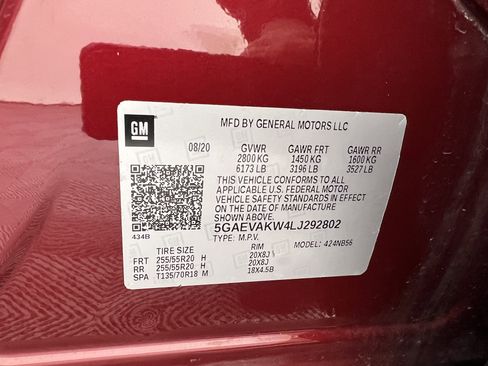 GM
MFD BY GENERAL MOTORS LLC
08/20 GVWR GAWR FRT GAWR RR
2800 KG 1450 KG 1600 KG
6173 LB 3196 LB 3527 LB
THIS VEHICLE CONFORMS TO ALL
APPLICABLE U.S. FEDERAL MOTOR
VEHICLE SAFETY STANDARDS IN EFFECT
ON THE DATE OF MANUFACTURE SHOWN ABOVE.
5GAEVAKW4LJ292802
434B TYPE: M.P.V. MODEL: 424NB56
TIRE SIZE RIM
FRT 255/55R20 H 20X8J
RR 255/55R20 H 20X8J
SPA T135/70R18 M 18X4.5B